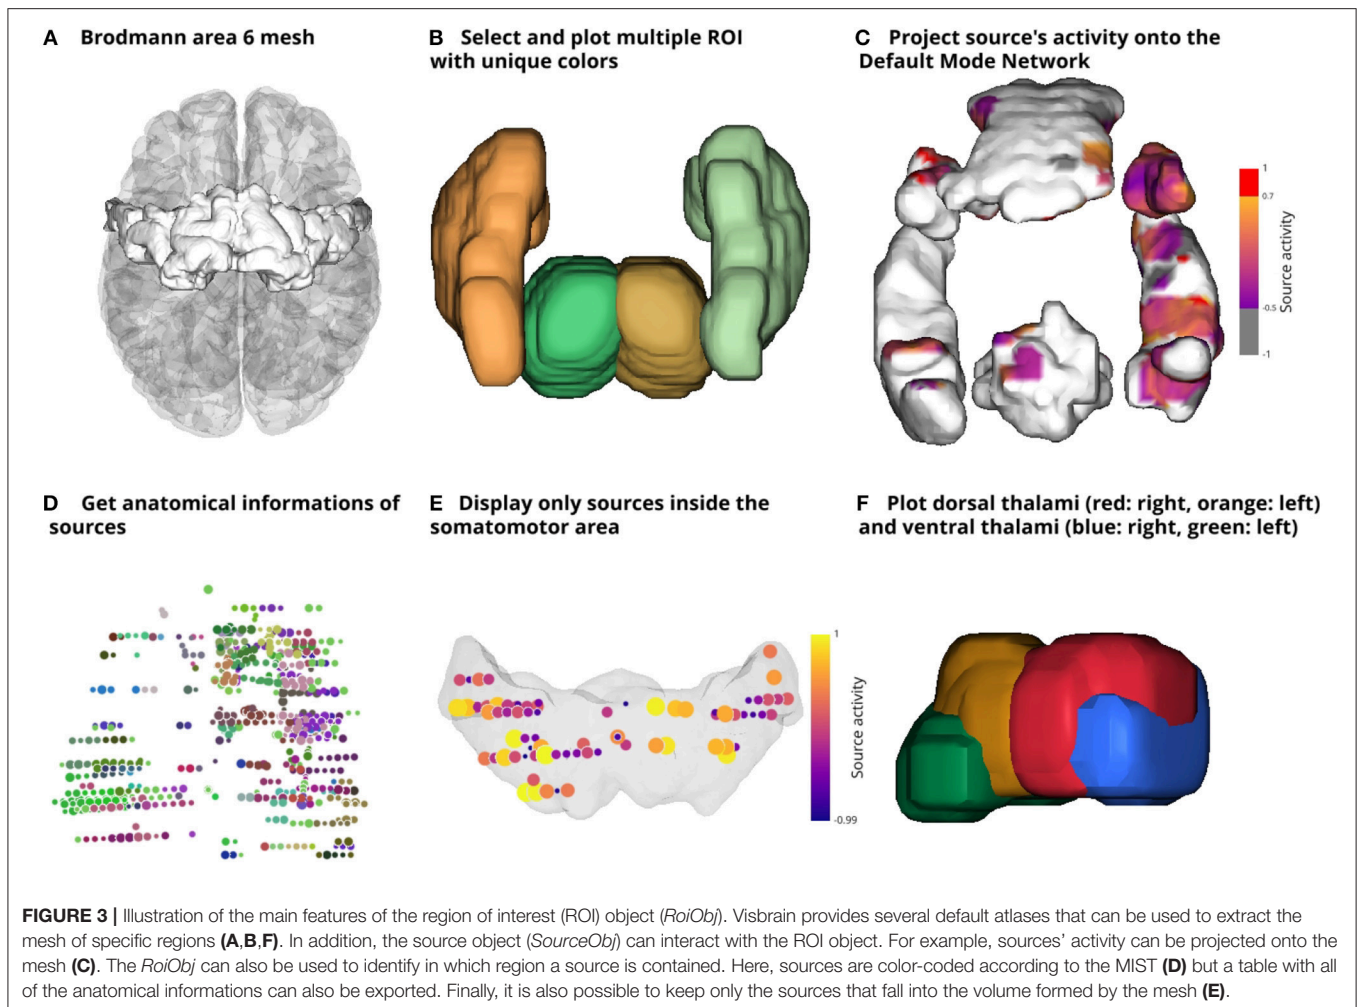 A Brodmann area 6 mesh
B Select and plot multiple ROI
with unique colors
C Project source's activity onto the
Default Mode Network
1
0.7
-0.5
-1
Source activity
D Get anatomical informations of
sources
E Display only sources inside the
somatomotor area
1
-0.99
Source activity
F Plot dorsal thalami (red: right, orange: left)
and ventral thalami (blue: right, green: left)
FIGURE 3 | Illustration of the main features of the region of interest (ROI) object (RoiObj). Visbrain provides several default atlases that can be used to extract the
mesh of specific regions (A,B,F). In addition, the source object (SourceObj) can interact with the ROI object. For example, sources’ activity can be projected onto the
mesh (C). The RoiObj can also be used to identify in which region a source is contained. Here, sources are color-coded according to the MIST (D) but a table with all
of the anatomical informations can also be exported. Finally, it is also possible to keep only the sources that fall into the volume formed by the mesh (E).